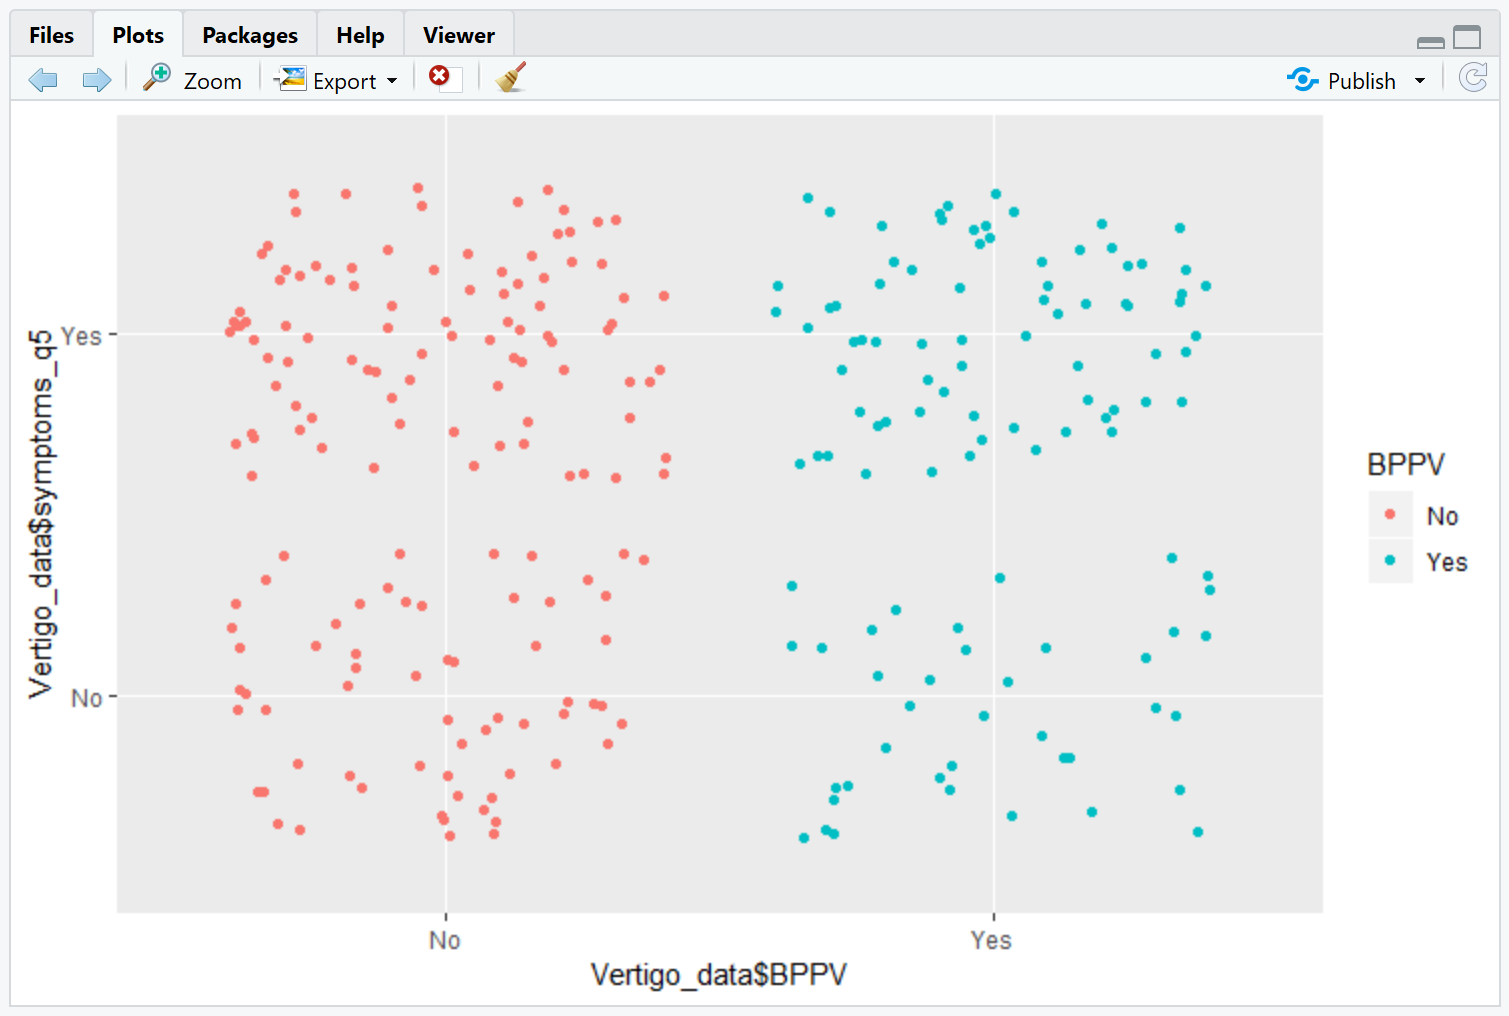 Files Plots Packages Help Viewer
Zoom Export Publish
Vertigo_data$symptoms_q5
Yes
No
No Yes
Vertigo_data$BPPV
BPPV
No
Yes